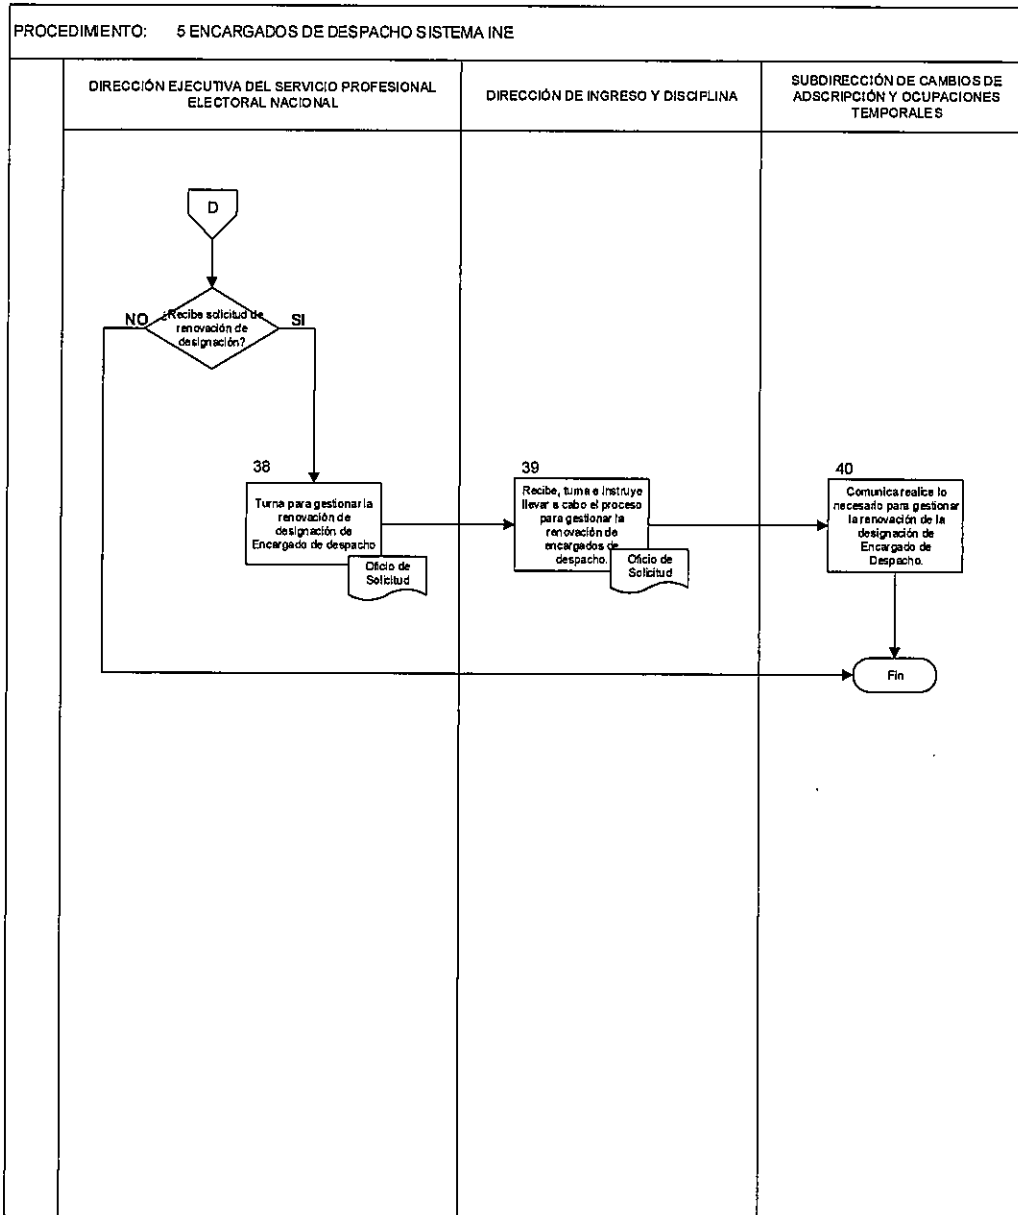 PROCEDIMIENTO: 5 ENCARGADOS DE DESPACHO SISTEMA INE
DIRECCIÓN EJECUTIVA DEL SERVICIO PROFESIONAL
ELECTORAL NACIONAL
DIRECCIÓN DE INGRESO Y DISCIPLINA
SUBDIRECCIÓN DE CAMBIOS DE
ADSCRIPCIÓN Y OCUPACIONES
TEMPORALES
D
NO
¿Recibe solicitud de
renovación de
designación?
SI
38
Turna para gestionar la
renovación de
designación de
Encargado de despacho
Oficio de
Solicitud
39
Recibe, turna e instruye
llevar a cabo el proceso
para gestionar la
renovación de
encargados de
despacho.
Oficio de
Solicitud
40
Comunica realice lo
necesario para gestionar
la renovación de la
designación de
Encargado de
Despacho.
Fin